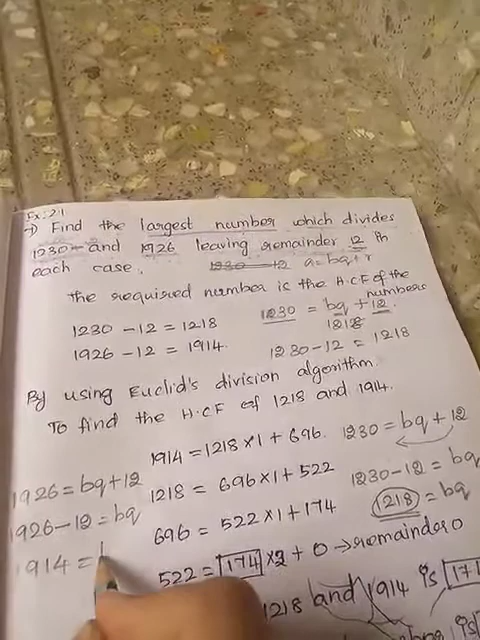 Ex: 2.1
7) Find the largest number which divides
1230 and 1926 leaving remainder 12 in
each case. 1230 - 12 a = bq + r
The required number is the H.C.F of the
numbers
1230 - 12 = 1218 1230 = bq + 12
1218
1926 - 12 = 1914. 1230 - 12 = 1218
By using Euclid's division algorithm.
To find the H.C.F of 1218 and 1914.
1914 = 1218 × 1 + 696. 1230 = bq + 12
1926 = bq + 12 1218 = 696 × 1 + 522 1230 - 12 = bq
1926 - 12 = bq 696 = 522 × 1 + 174 1218 = bq
1914 = 522 = 174 × 3 + 0 → remainder 0
1218 and 1914 is 17